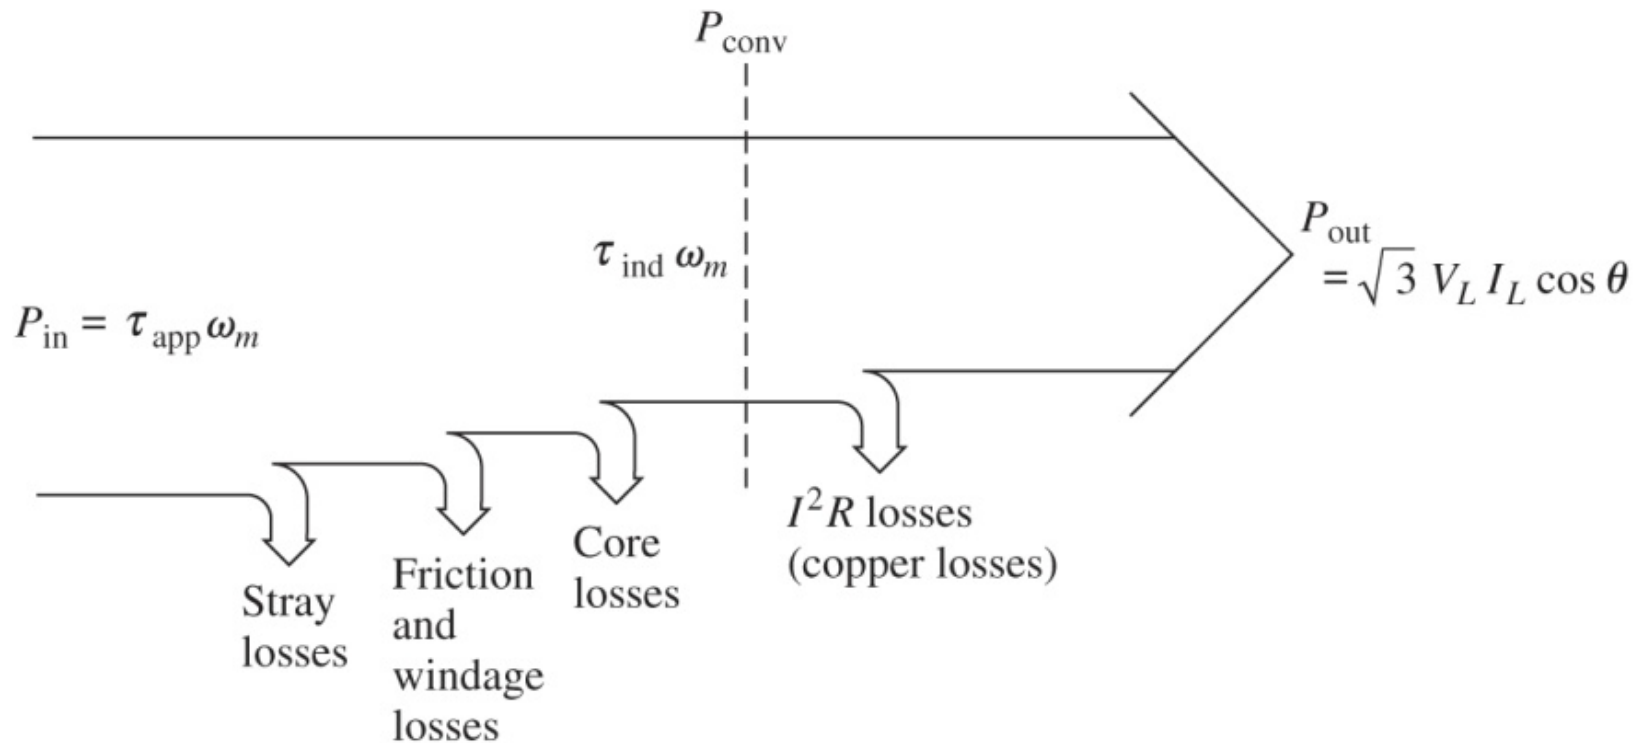 P_conv
τ_ind ω_m
P_out
= √3 V_L I_L cos θ
P_in = τ_app ω_m
I²R losses
(copper losses)
Core
losses
Friction
and
windage
losses
Stray
losses